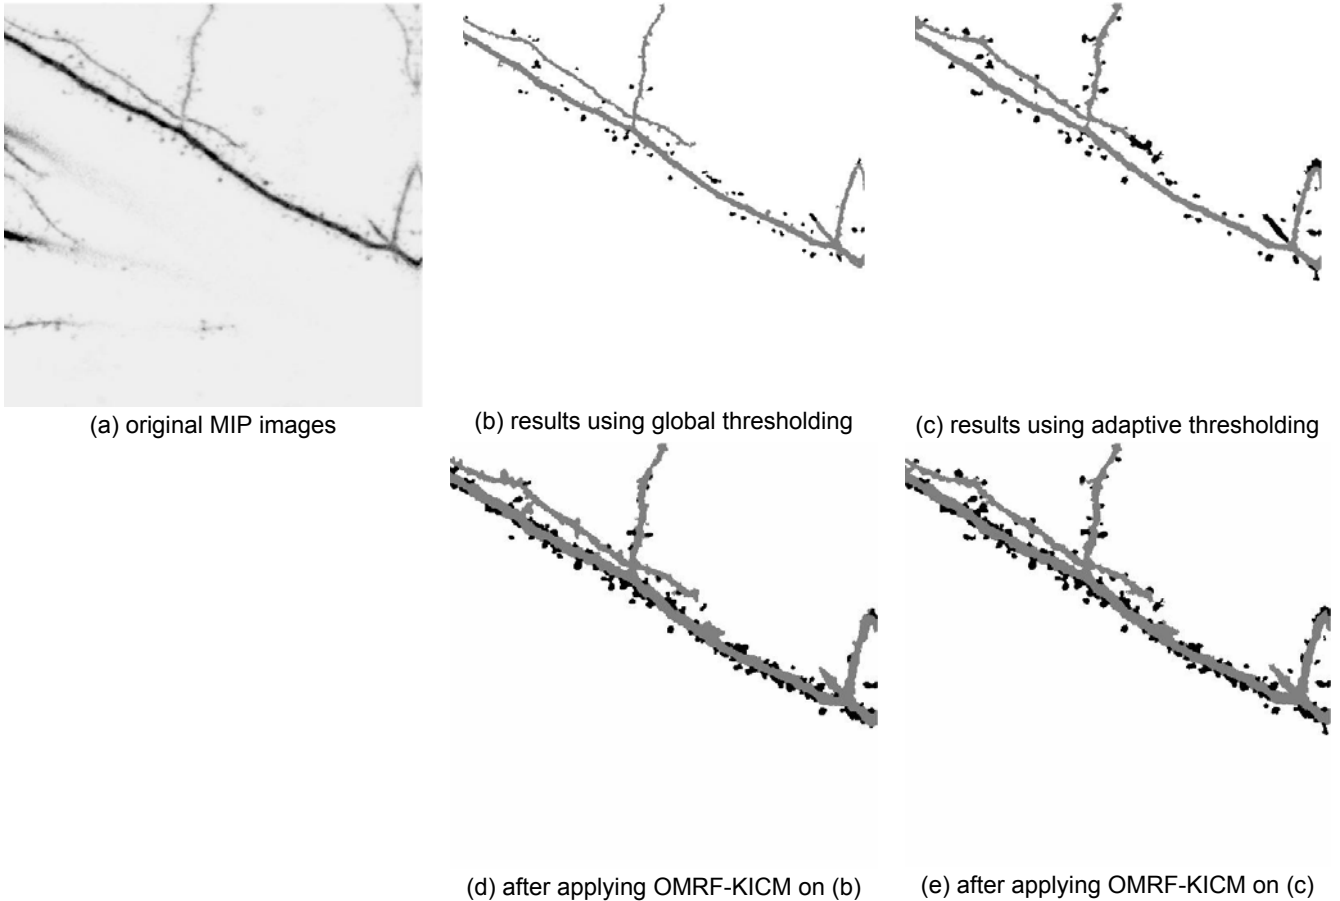 (a) original MIP images
(b) results using global thresholding
(c) results using adaptive thresholding
(d) after applying OMRF-KICM on (b)
(e) after applying OMRF-KICM on (c)